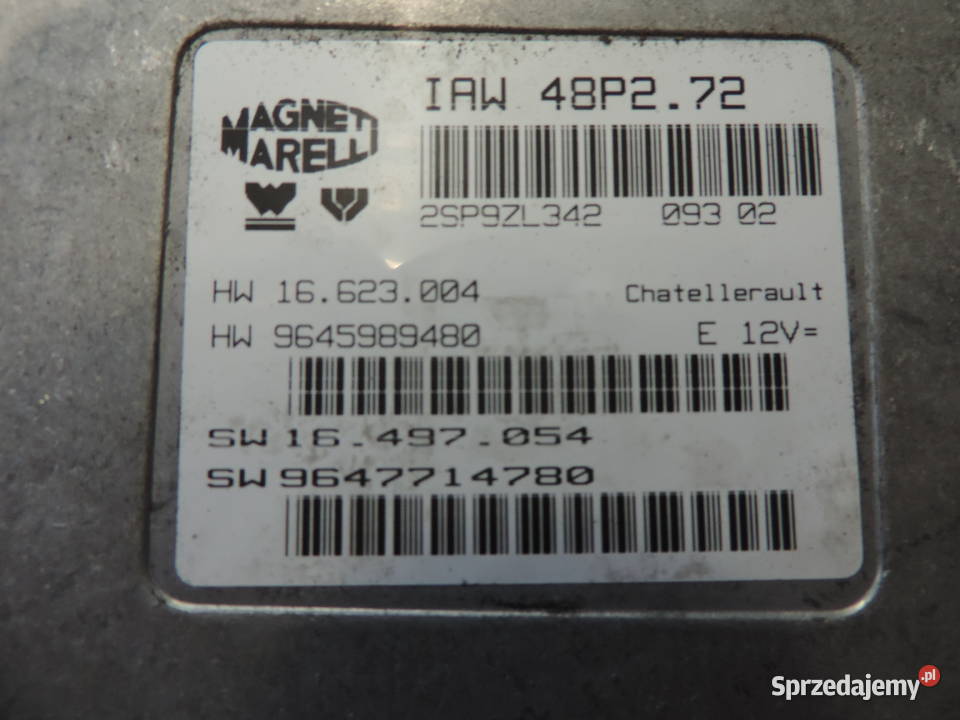 MAGNETI
MARELLI
IAW 48P2.72
2SP9ZL342 093 02
HW 16.623.004 Chatellerault
HW 9645989480 E 12V=
SW 16.497.054
SW 9647714780
Sprzedajemy.pl